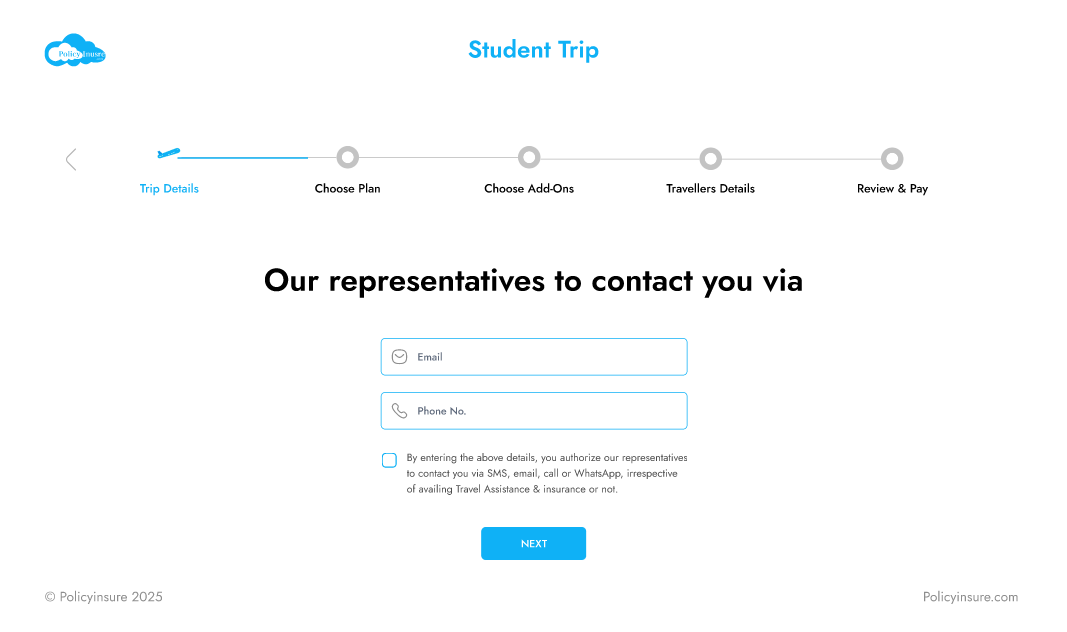 Policy Inusre
Student Trip
Trip Details
Choose Plan
Choose Add-Ons
Travellers Details
Review & Pay
Our representatives to contact you via
Email
Phone No.
By entering the above details, you authorize our representatives
to contact you via SMS, email, call or WhatsApp, irrespective
of availing Travel Assistance & insurance or not.
NEXT
© Policyinsure 2025
Policyinsure.com